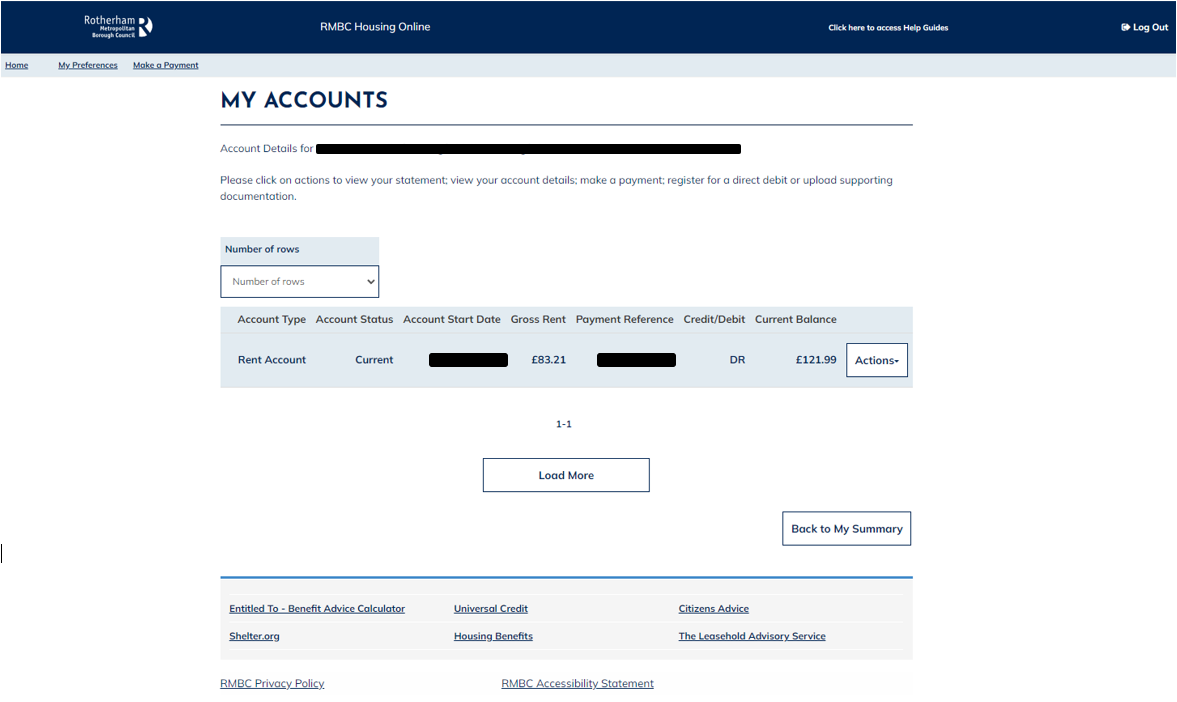 Rotherham
Metropolitan
Borough Council
RMBC Housing Online
Click here to access Help Guides
Log Out
Home My Preferences Make a Payment
MY ACCOUNTS
Account Details for
Please click on actions to view your statement; view your account details; make a payment; register for a direct debit or upload supporting
documentation.
Number of rows
Number of rows
Account Type Account Status Account Start Date Gross Rent Payment Reference Credit/Debit Current Balance
Rent Account Current £83.21 DR £121.99 Actions
1-1
Load More
Back to My Summary
Entitled To - Benefit Advice Calculator Universal Credit Citizens Advice
Shelter.org Housing Benefits The Leasehold Advisory Service
RMBC Privacy Policy RMBC Accessibility Statement